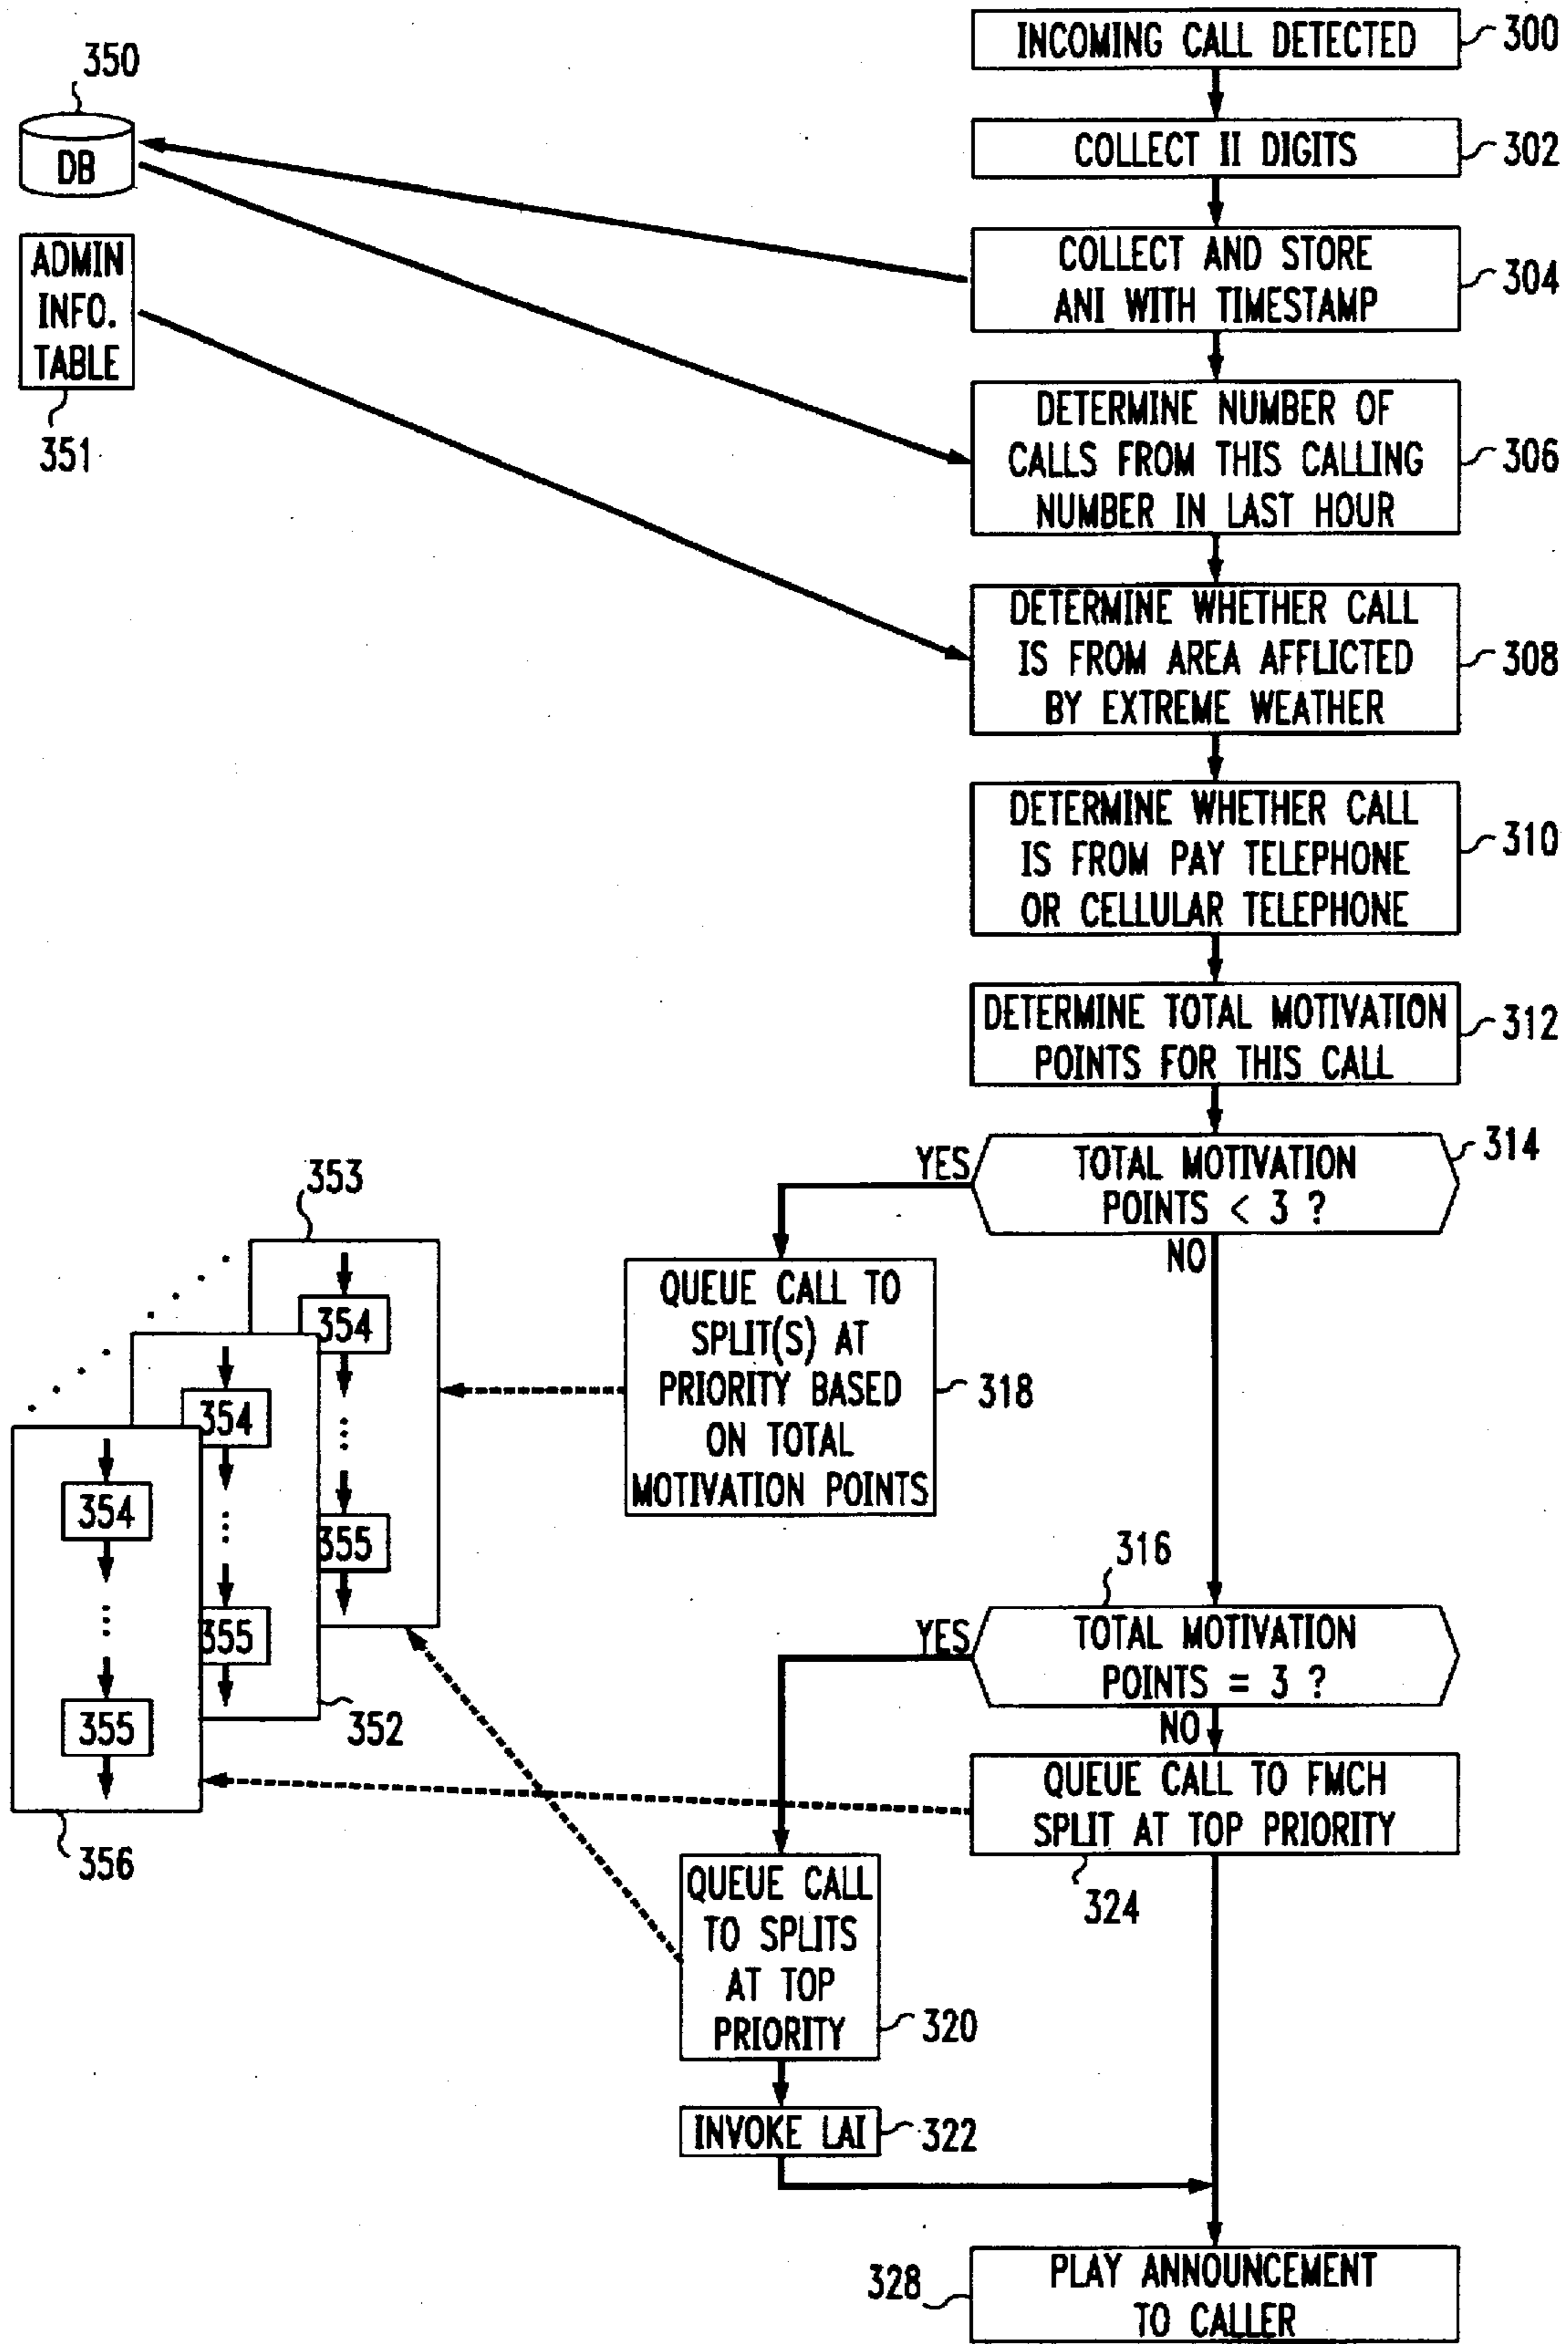 INCOMING CALL DETECTED
300
COLLECT II DIGITS
302
COLLECT AND STORE
ANI WITH TIMESTAMP
304
350
DB
ADMIN
INFO.
TABLE
351
DETERMINE NUMBER OF
CALLS FROM THIS CALLING
NUMBER IN LAST HOUR
306
DETERMINE WHETHER CALL
IS FROM AREA AFFLICTED
BY EXTREME WEATHER
308
DETERMINE WHETHER CALL
IS FROM PAY TELEPHONE
OR CELLULAR TELEPHONE
310
DETERMINE TOTAL MOTIVATION
POINTS FOR THIS CALL
312
TOTAL MOTIVATION
POINTS < 3 ?
314
YES
NO
QUEUE CALL TO
SPLIT(S) AT
PRIORITY BASED
ON TOTAL
MOTIVATION POINTS
318
353
354
355
354
355
352
354
355
356
316
TOTAL MOTIVATION
POINTS = 3 ?
YES
NO
QUEUE CALL TO FMCH
SPLIT AT TOP PRIORITY
324
QUEUE CALL
TO SPLITS
AT TOP
PRIORITY
320
INVOKE LAI
322
PLAY ANNOUNCEMENT
TO CALLER
328